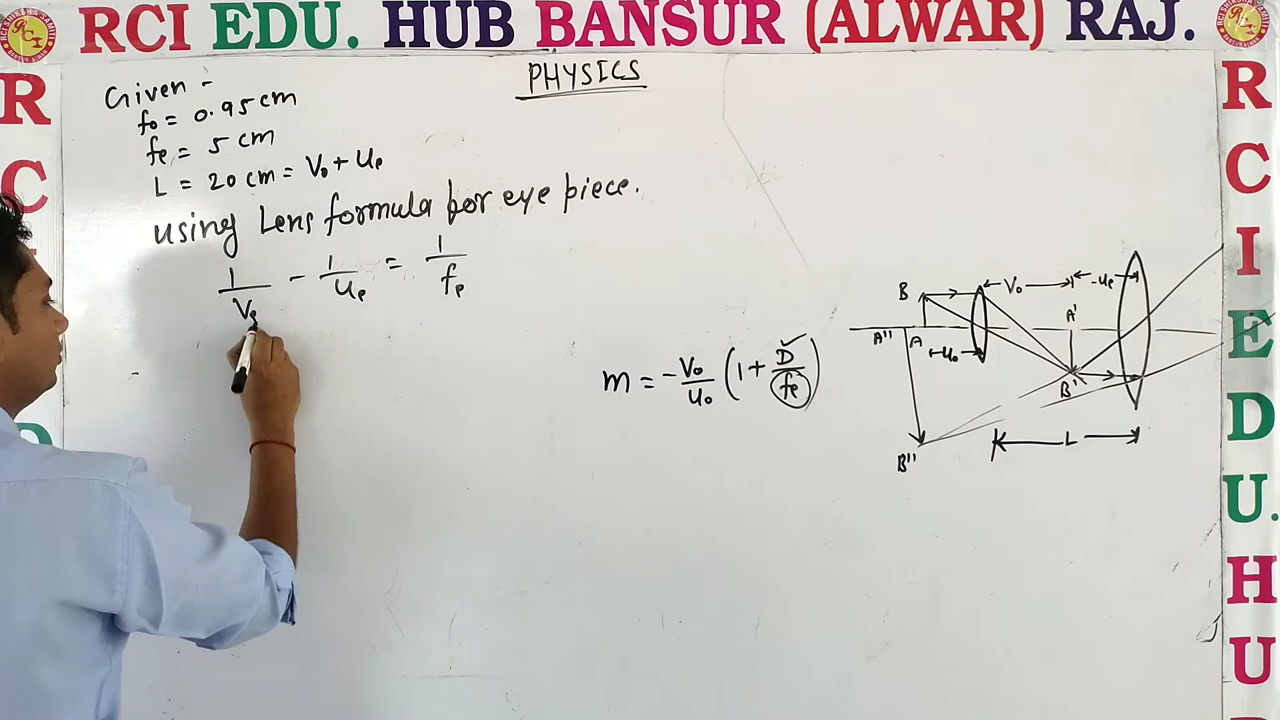 RCI EDU. HUB BANSUR (ALWAR) RAJ.
PHYSICS
Given -
fo = 0.95 cm
fe = 5 cm
L = 20 cm = Vo + ue
using Lens formula for eye piece.
1/Ve - 1/ue = 1/fe
m = -Vo/uo (1 + D/fe)
B
Vo
-ue
A'
A''
A
-uo
B'
L
B''
R
C
D
R
C
I
E
D
U.
H
U